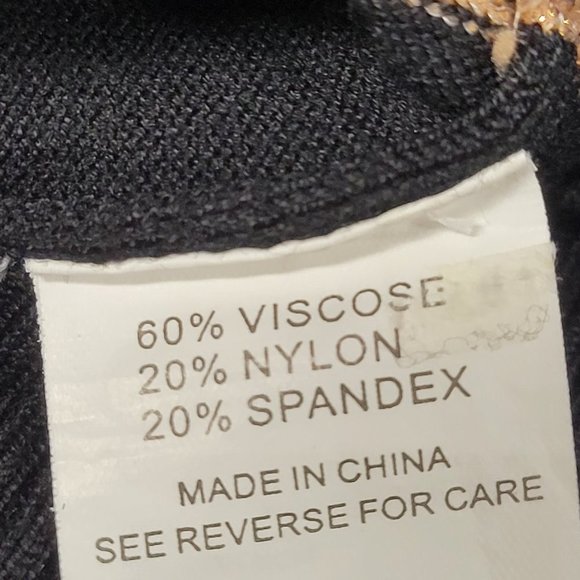 60% VISCOSE
20% NYLON
20% SPANDEX
MADE IN CHINA
SEE REVERSE FOR CARE